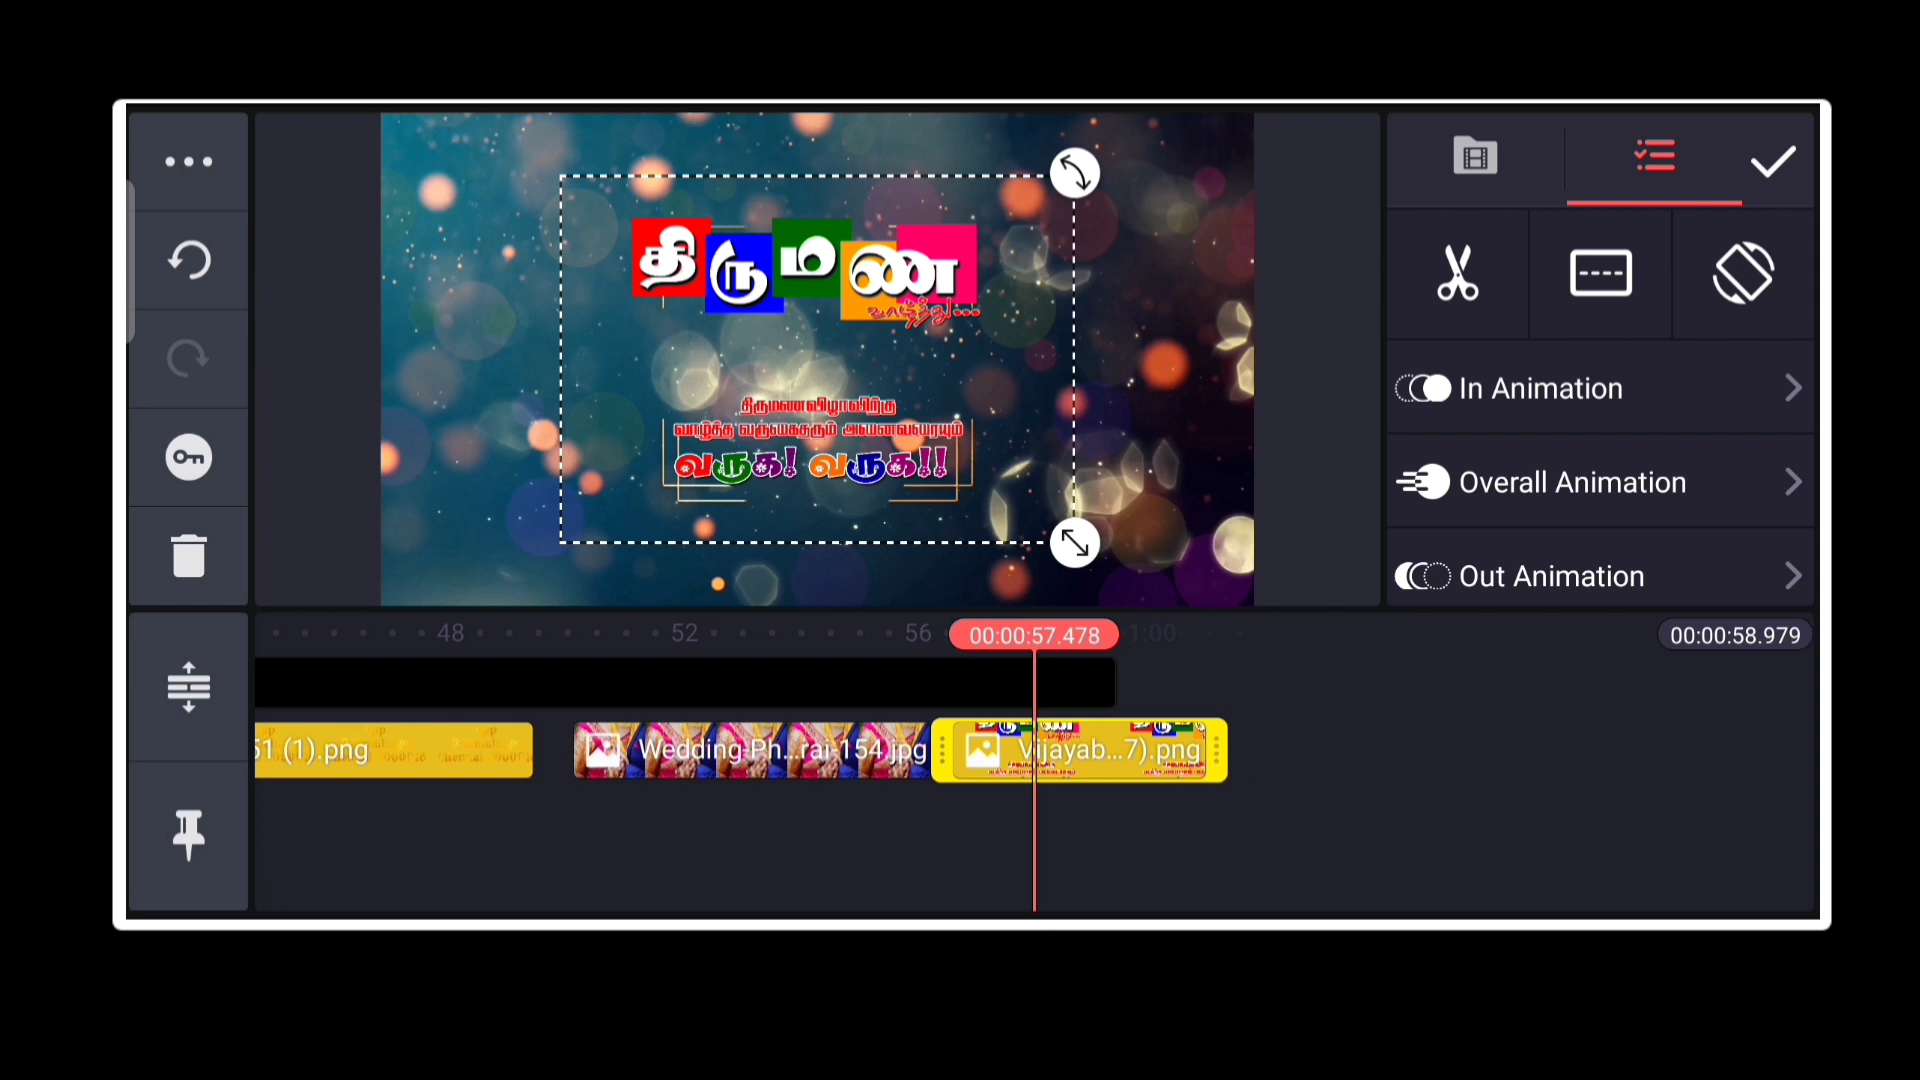 திருமண
வாழ்த்து...
திருமணவிழாவிற்கு
வாழ்த்த வருகைதரும் அனைவரையும்
வருக! வருக!!
In Animation
Overall Animation
Out Animation
48 52 56 00:00:57.478 1:00 00:00:58.979
51 (1).png Wedding-Ph...rai-154.jpg Vijayab...7).png